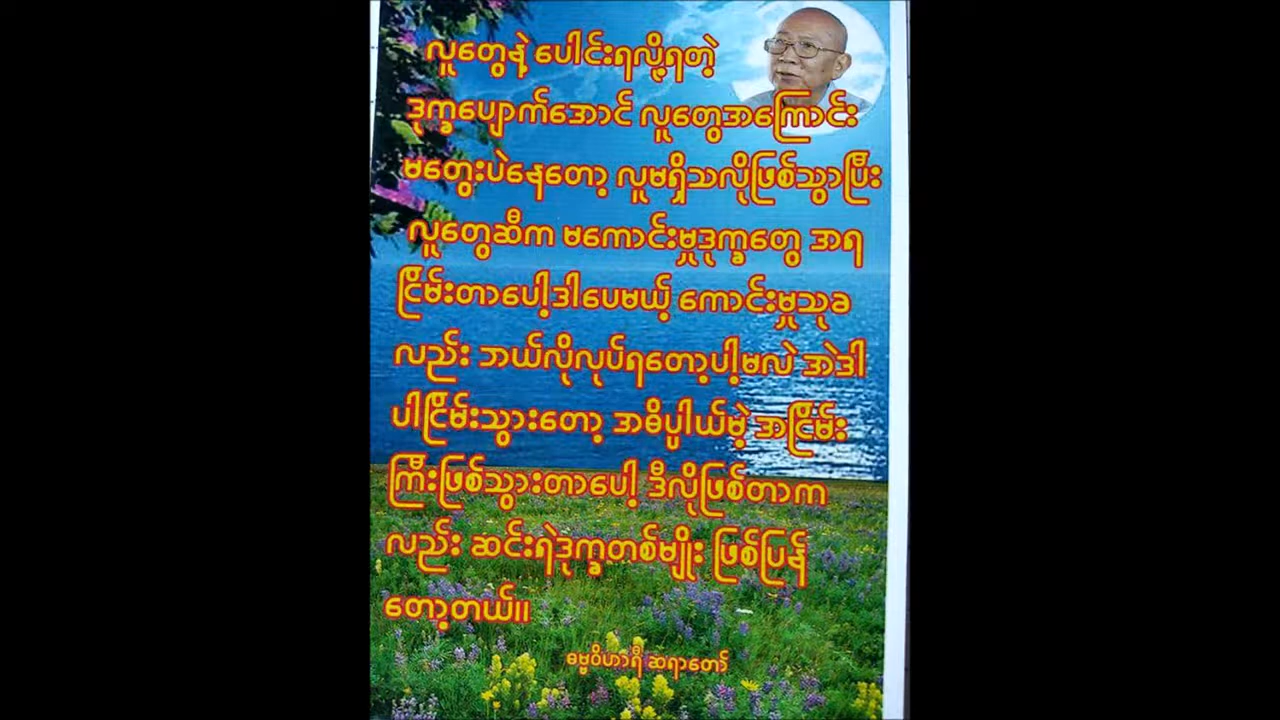 လူတွေနဲ့ ပေါင်းရလို့ရတဲ့
ဒုက္ခပျောက်အောင် လူတွေအကြောင်း
မတွေးပဲနေတော့ လူမရှိသလိုဖြစ်သွာပြီး
လူတွေဆီက မကောင်းမှုဒုက္ခတွေ အရ
ငြိမ်းတာပေါ့ဒါပေမယ့် ကောင်းမှုသုခ
လည်း ဘယ်လိုလုပ်ရတော့ပါ့မလဲ အဲဒါ
ပါငြိမ်းသွားတော့ အဓိပ္ပါယ်မဲ့ အငြိမ်း
ကြီးဖြစ်သွားတာပေါ့ ဒီလိုဖြစ်တာက
လည်း ဆင်းရဲဒုက္ခတစ်မျိုး ဖြစ်ပြန်
တော့တယ်။
ဓဗ္ဗဝိဟာရီ ဆရာတော်